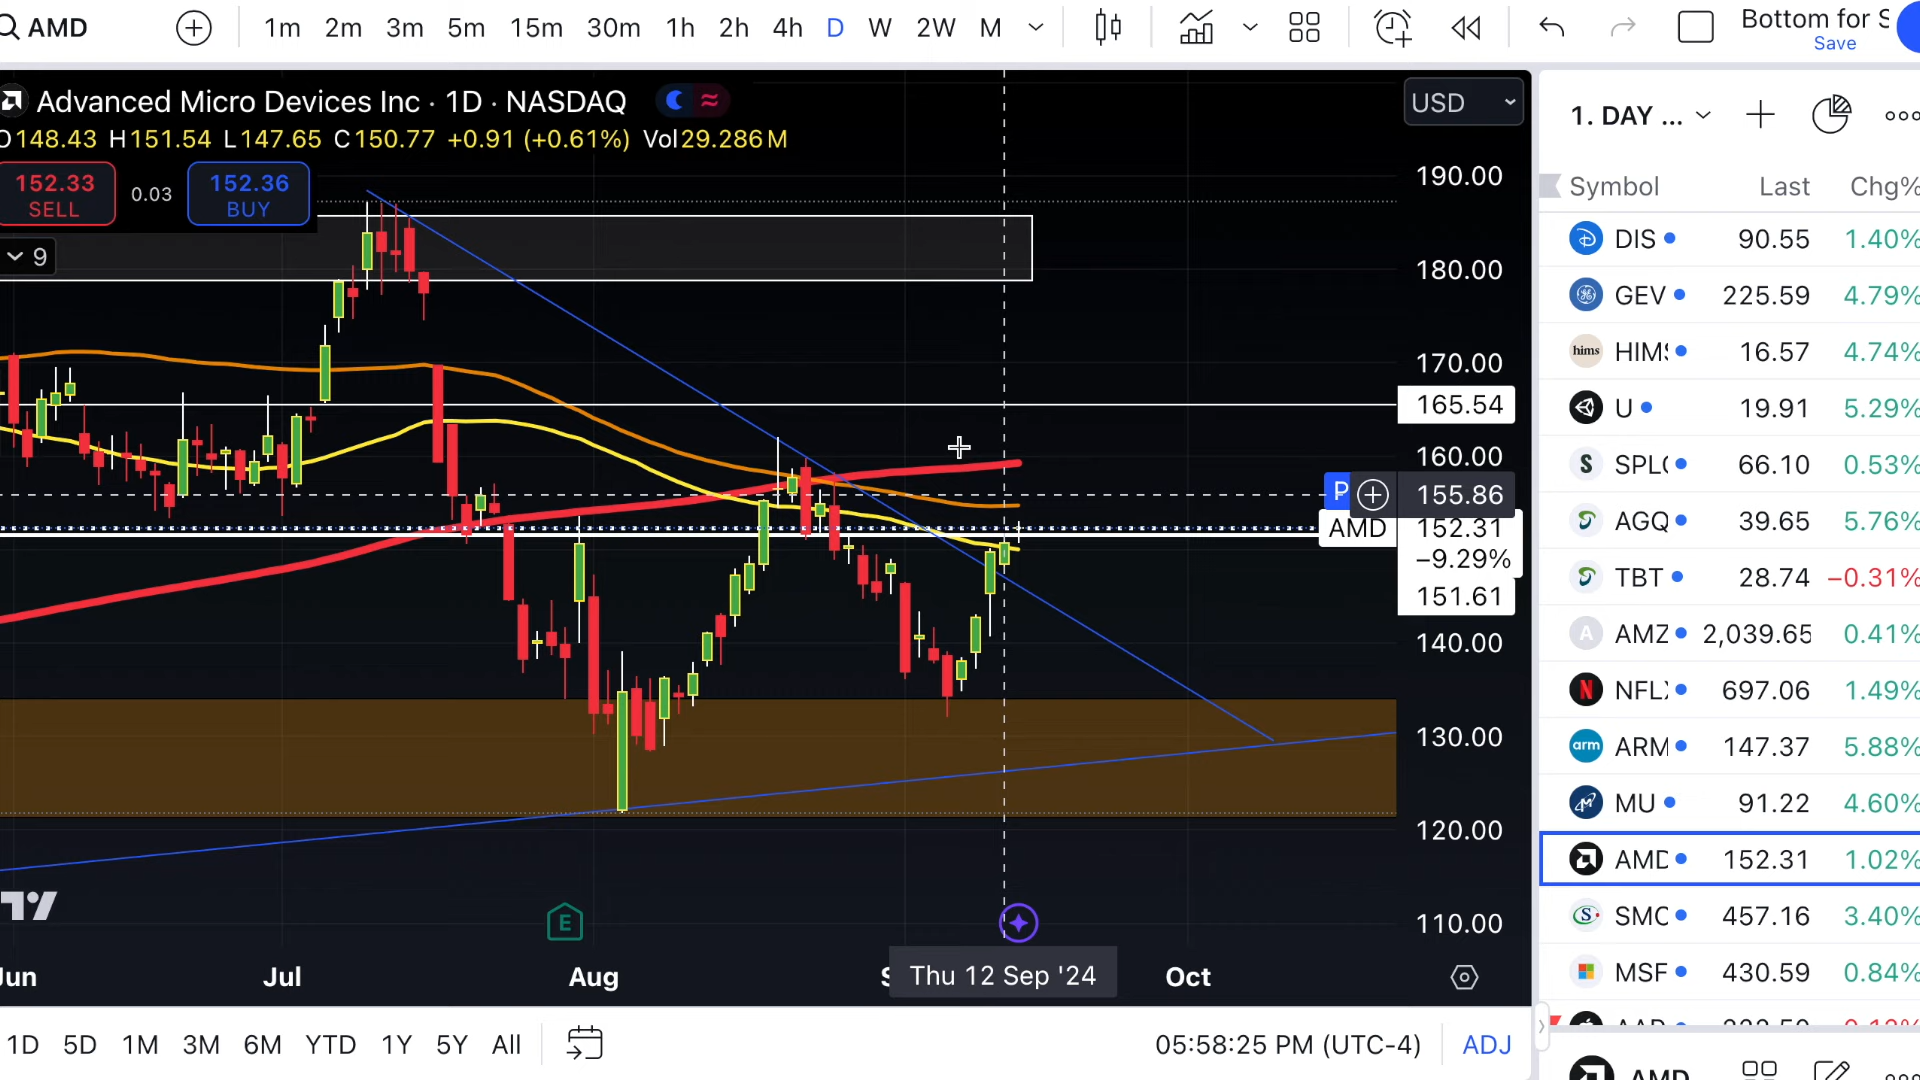 AMD 1m 2m 3m 5m 15m 30m 1h 2h 4h D W 2W M Bottom for S
Save
Advanced Micro Devices Inc · 1D · NASDAQ
O148.43 H151.54 L147.65 C150.77 +0.91 (+0.61%) Vol29.286M
152.33
SELL
0.03
152.36
BUY
9
USD
190.00
180.00
170.00
165.54
160.00
P
155.86
AMD 152.31
−9.29%
151.61
140.00
130.00
120.00
110.00
E
Jun Jul Aug S Thu 12 Sep '24 Oct
1D 5D 1M 3M 6M YTD 1Y 5Y All 05:58:25 PM (UTC-4) ADJ
1. DAY ...
Symbol Last Chg%
DIS 90.55 1.40%
GEV 225.59 4.79%
hims HIMS 16.57 4.74%
U 19.91 5.29%
S SPL 66.10 0.53%
AGQ 39.65 5.76%
TBT 28.74 −0.31%
A AMZ 2,039.65 0.41%
NFL 697.06 1.49%
arm ARM 147.37 5.88%
MU 91.22 4.60%
AMD 152.31 1.02%
SMC 457.16 3.40%
MSF 430.59 0.84%
AMD